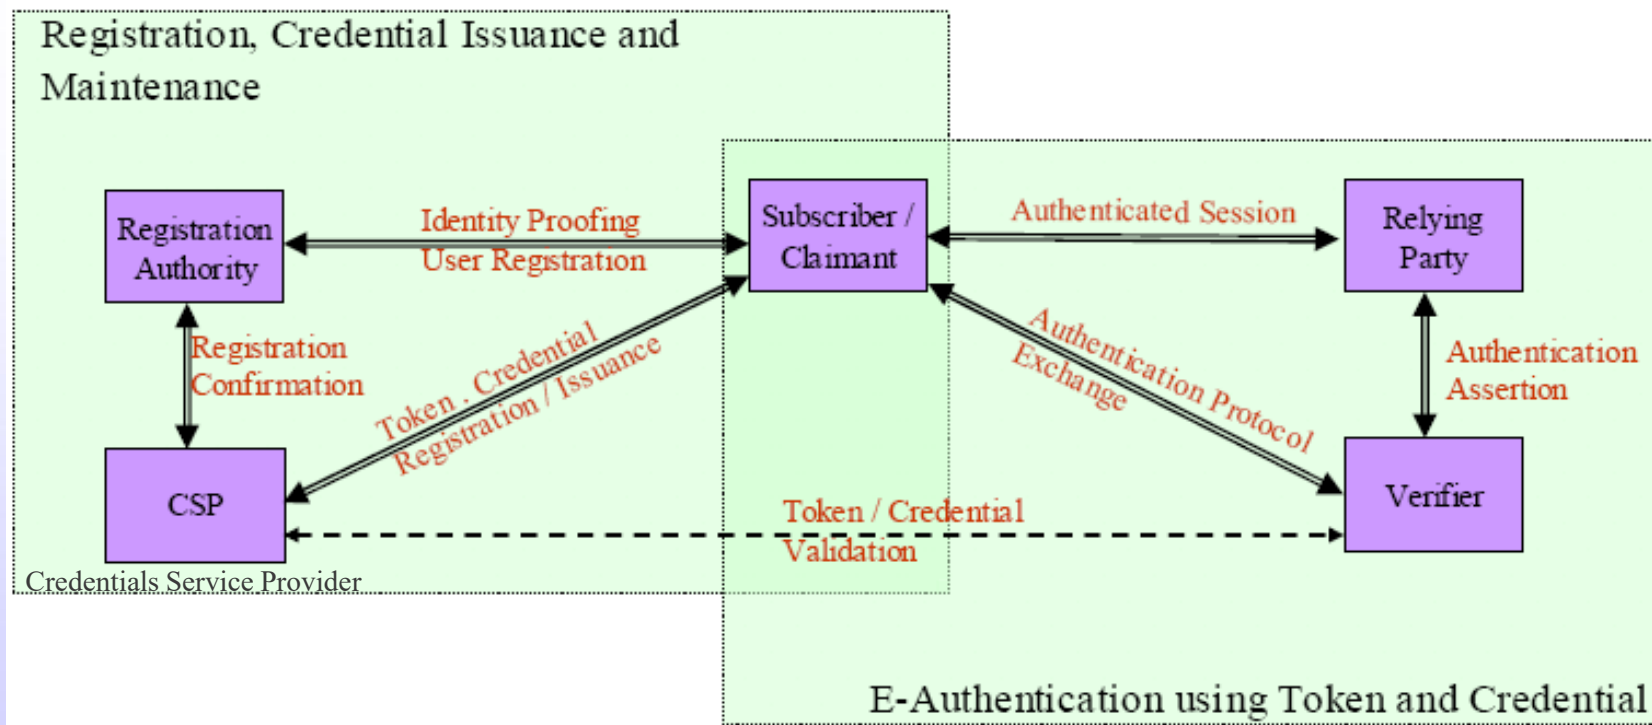 Registration, Credential Issuance and
Maintenance
Registration
Authority
Identity Proofing
User Registration
Subscriber /
Claimant
Authenticated Session
Relying
Party
Registration
Confirmation
Token . Credential
Registration / Issuance
Authentication Protocol
Exchange
Authentication
Assertion
CSP
Token / Credential
Validation
Verifier
Credentials Service Provider
E-Authentication using Token and Credential